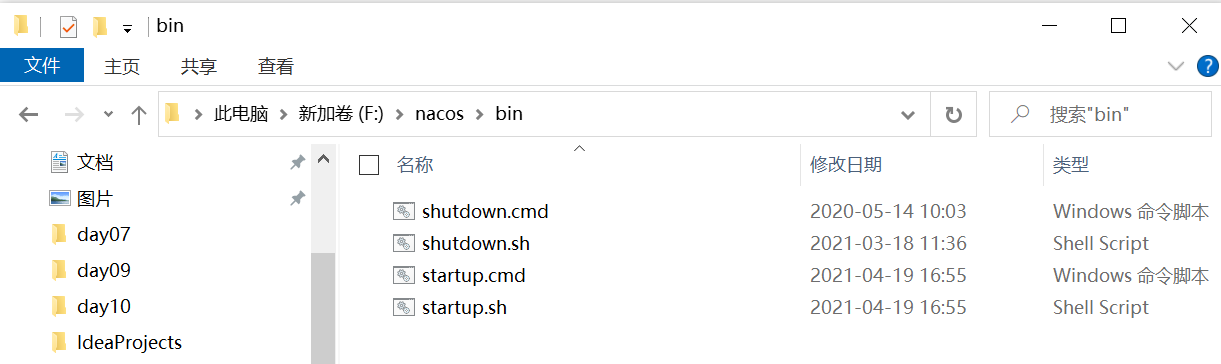 bin
文件 主页 共享 查看
此电脑 新加卷 (F:) nacos bin 搜索"bin"
文档 名称 修改日期 类型
图片
shutdown.cmd 2020-05-14 10:03 Windows 命令脚本
day07
shutdown.sh 2021-03-18 11:36 Shell Script
day09
startup.cmd 2021-04-19 16:55 Windows 命令脚本
day10
startup.sh 2021-04-19 16:55 Shell Script
IdeaProjects